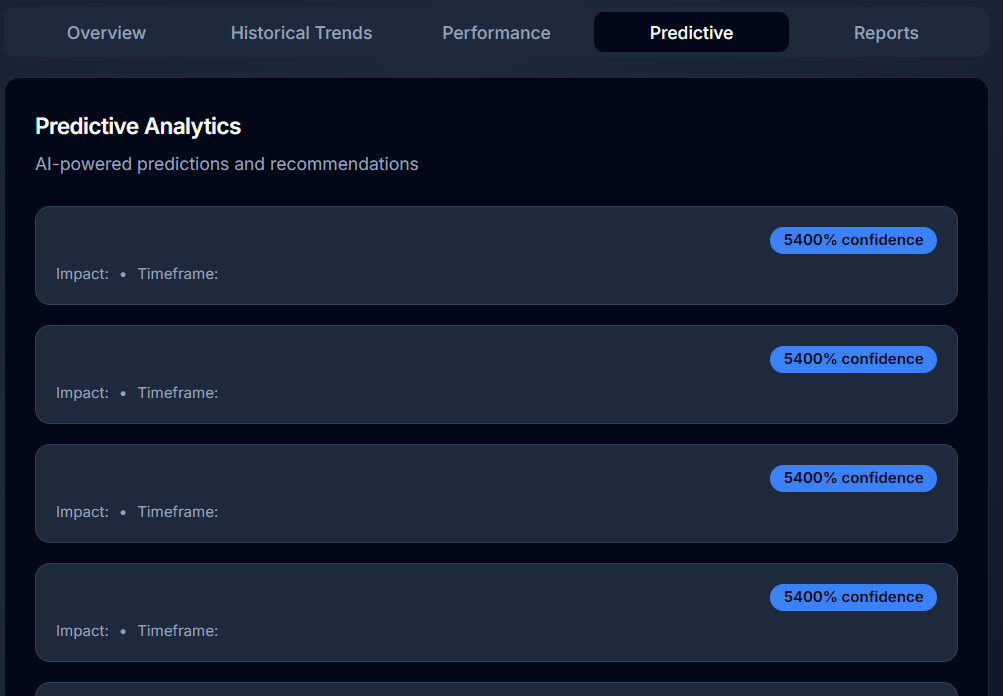 Overview Historical Trends Performance Predictive Reports
Predictive Analytics
AI-powered predictions and recommendations
5400% confidence
Impact: • Timeframe:
5400% confidence
Impact: • Timeframe:
5400% confidence
Impact: • Timeframe:
5400% confidence
Impact: • Timeframe: